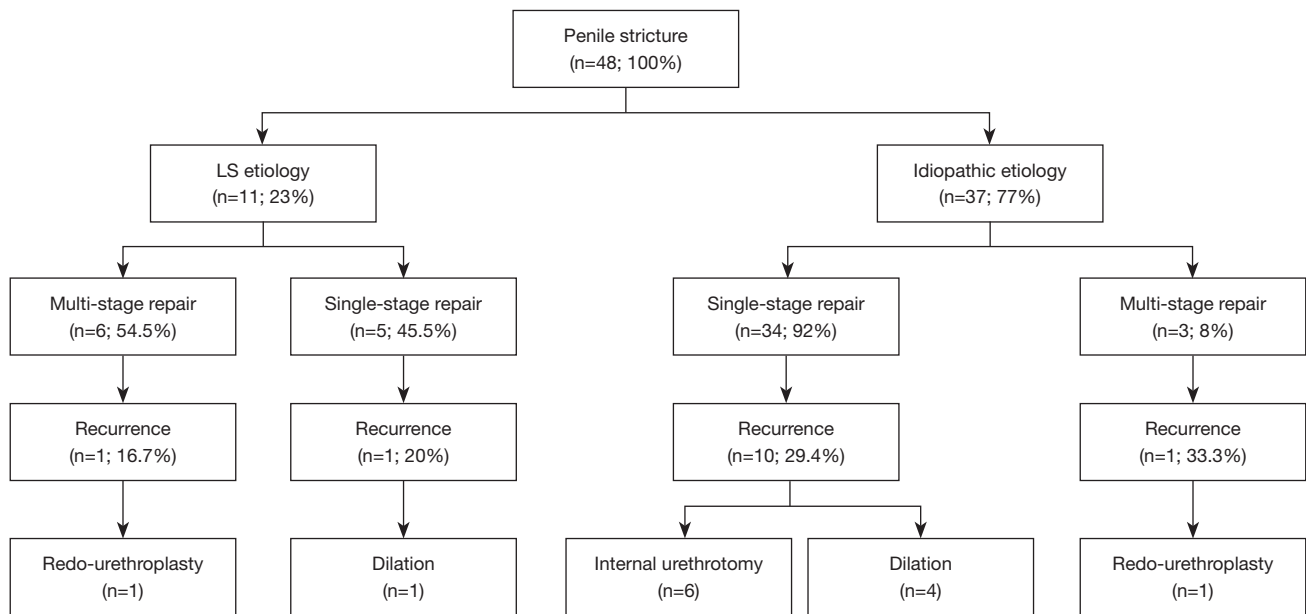 Penile stricture
(n=48; 100%)
LS etiology
(n=11; 23%)
Idiopathic etiology
(n=37; 77%)
Multi-stage repair
(n=6; 54.5%)
Single-stage repair
(n=5; 45.5%)
Single-stage repair
(n=34; 92%)
Multi-stage repair
(n=3; 8%)
Recurrence
(n=1; 16.7%)
Recurrence
(n=1; 20%)
Recurrence
(n=10; 29.4%)
Recurrence
(n=1; 33.3%)
Redo-urethroplasty
(n=1)
Dilation
(n=1)
Internal urethrotomy
(n=6)
Dilation
(n=4)
Redo-urethroplasty
(n=1)